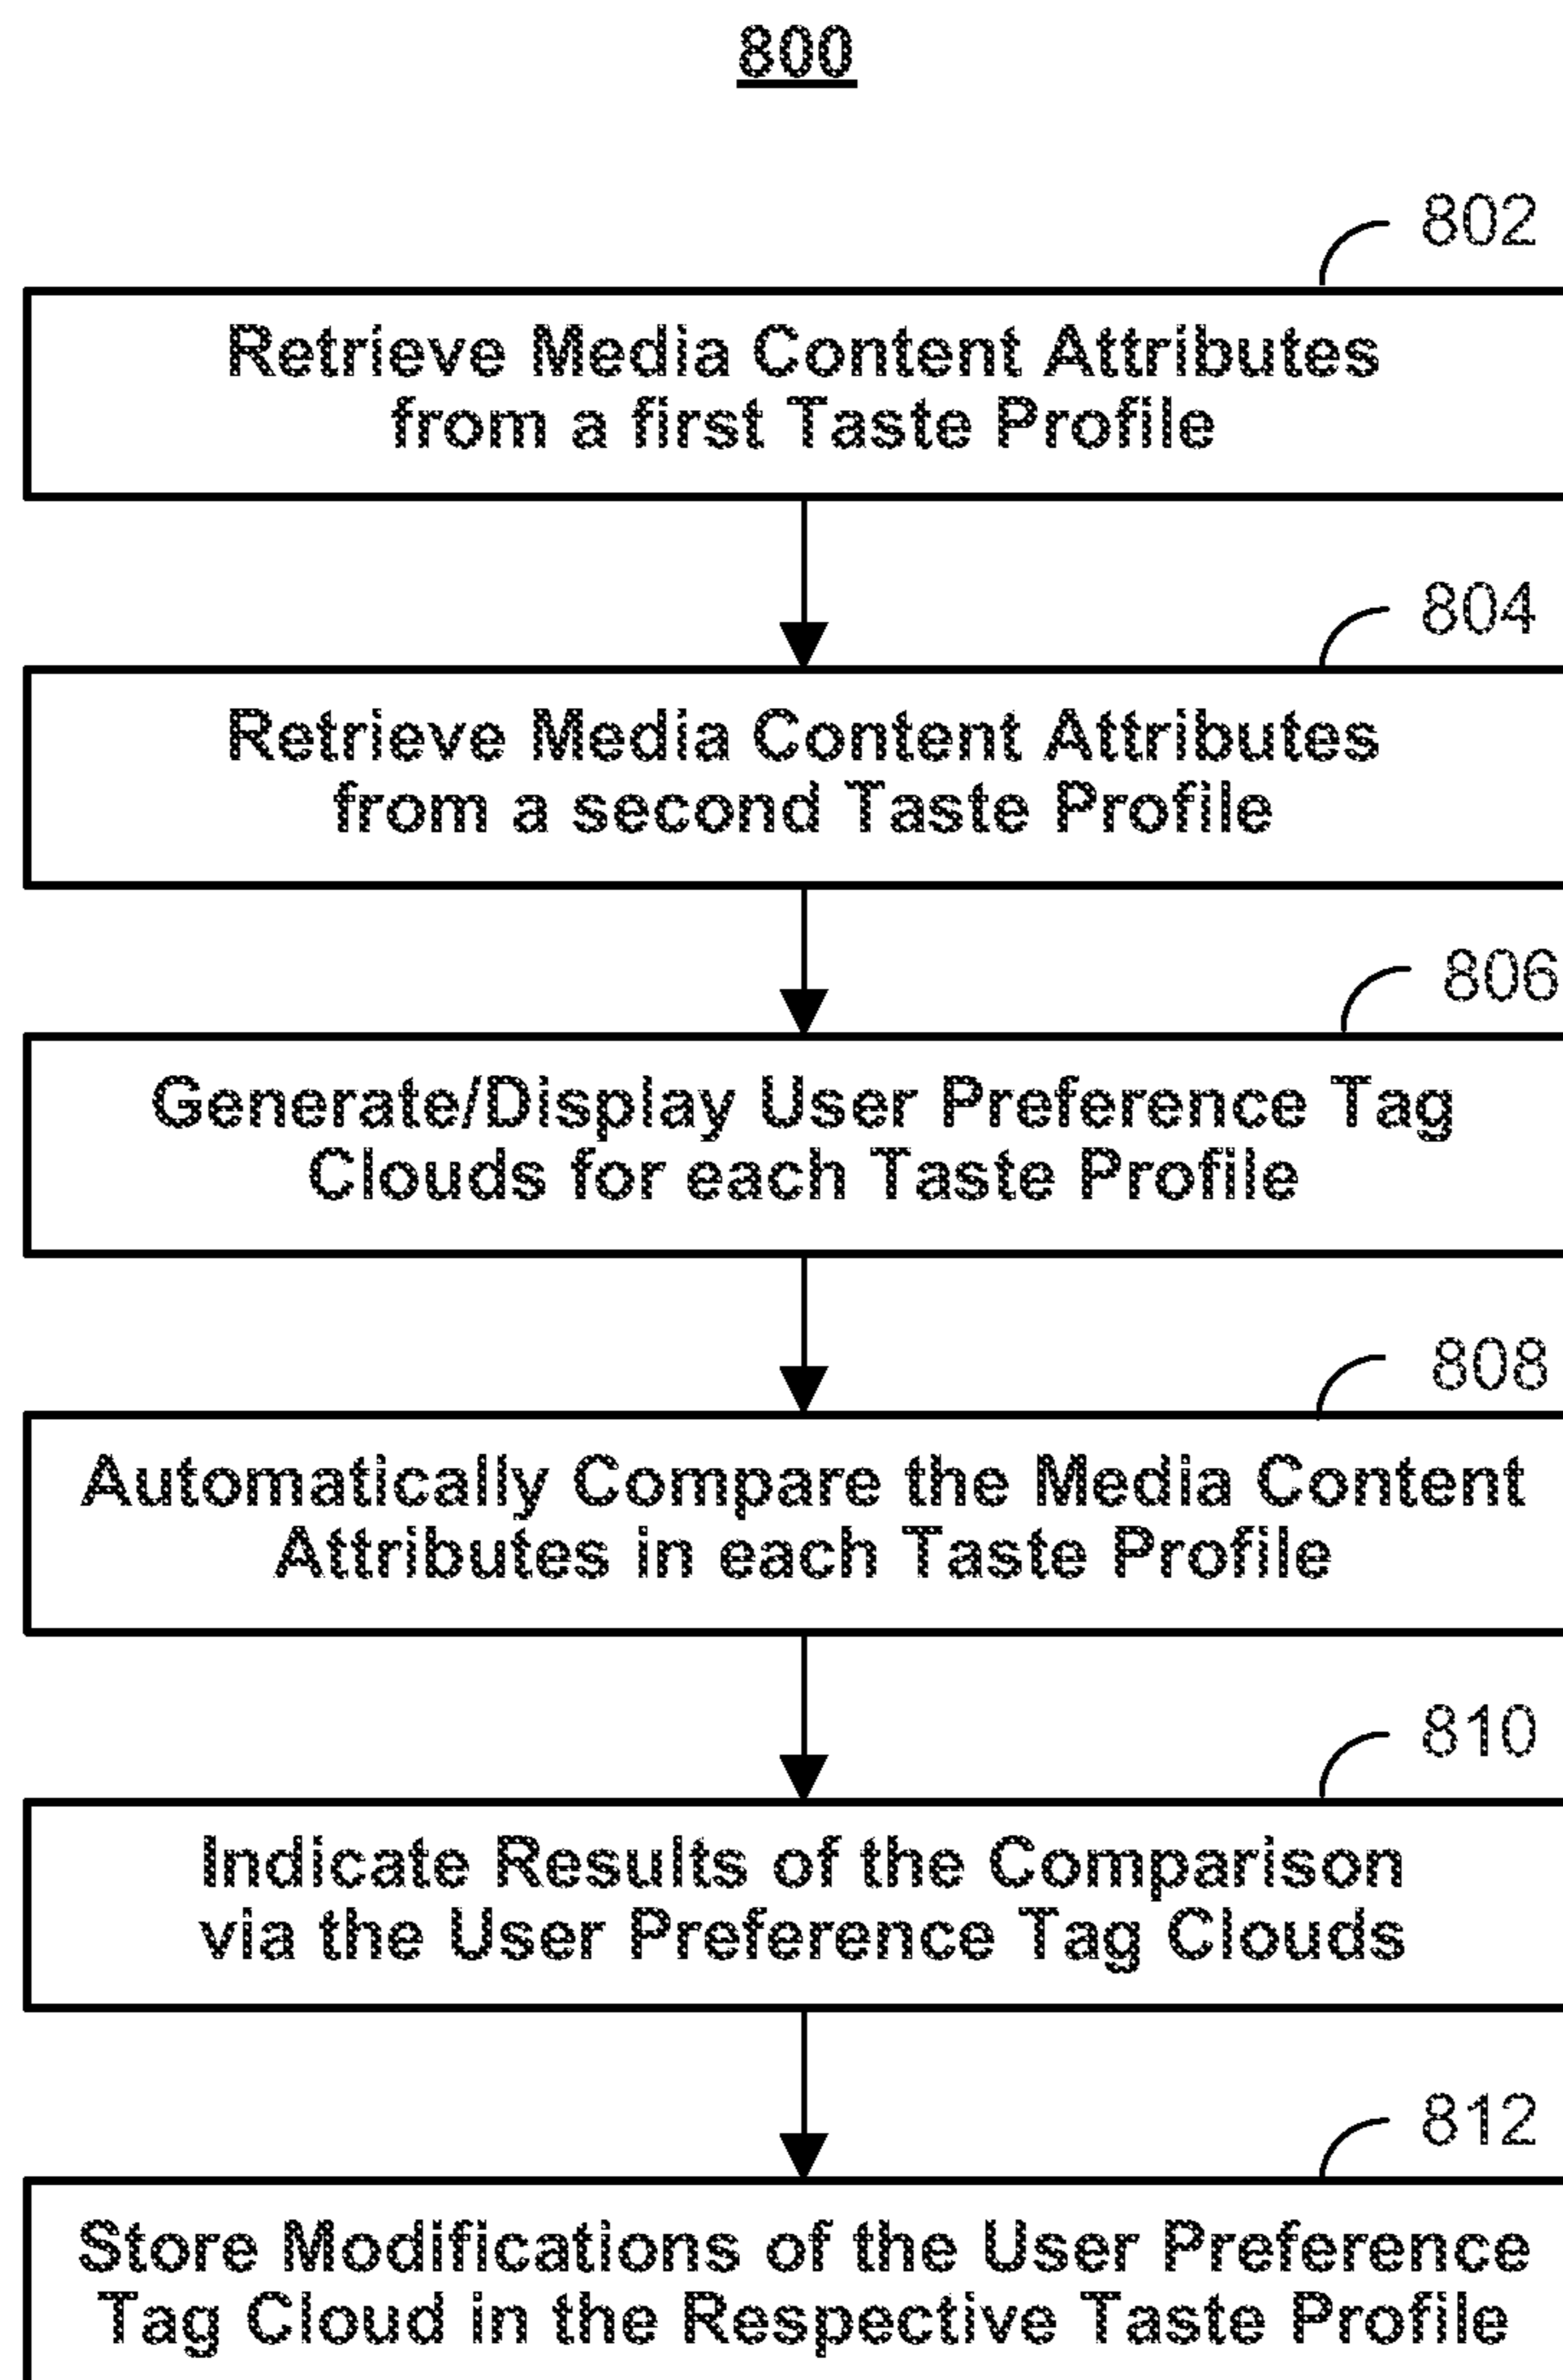 800
802
Retrieve Media Content Attributes
from a first Taste Profile
804
Retrieve Media Content Attributes
from a second Taste Profile
806
Generate/Display User Preference Tag
Clouds for each Taste Profile
808
Automatically Compare the Media Content
Attributes in each Taste Profile
810
Indicate Results of the Comparison
via the User Preference Tag Clouds
812
Store Modifications of the User Preference
Tag Cloud in the Respective Taste Profile